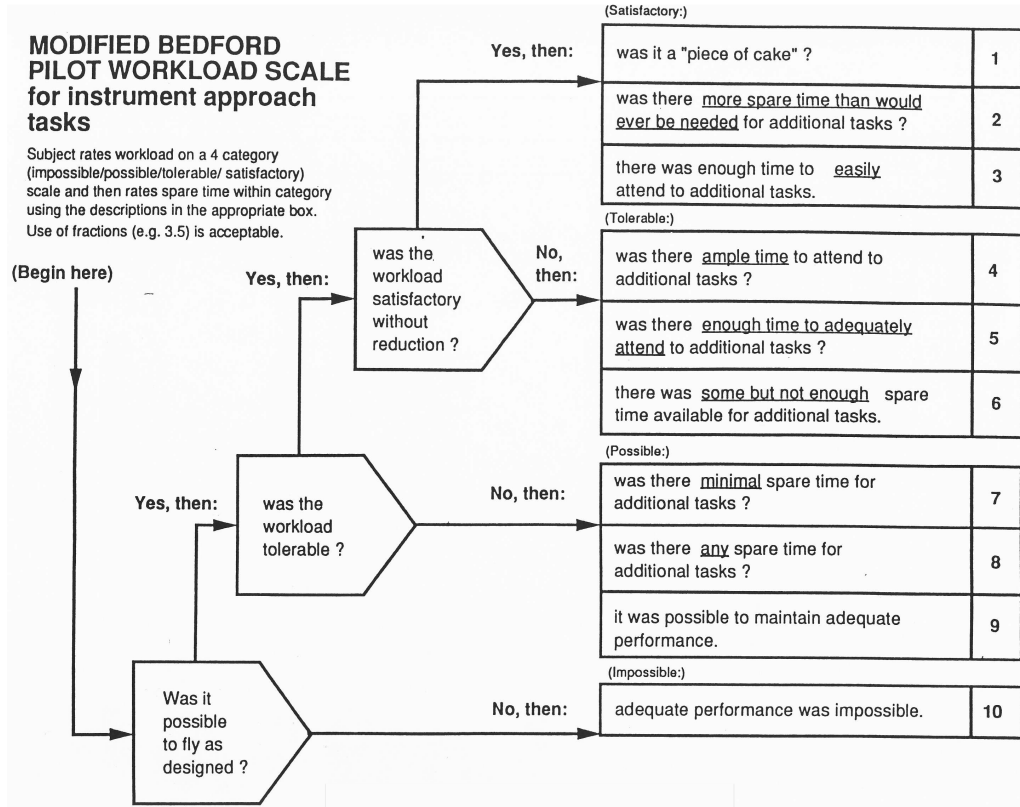 MODIFIED BEDFORD
PILOT WORKLOAD SCALE
for instrument approach
tasks
Subject rates workload on a 4 category
(impossible/possible/tolerable/ satisfactory)
scale and then rates spare time within category
using the descriptions in the appropriate box.
Use of fractions (e.g. 3.5) is acceptable.
(Begin here)
Was it
possible
to fly as
designed ?
Yes, then:
No, then:
was the
workload
tolerable ?
Yes, then:
No, then:
was the
workload
satisfactory
without
reduction ?
Yes, then:
No,
then:
(Satisfactory:)
was it a "piece of cake" ? 1
was there more spare time than would
ever be needed for additional tasks ? 2
there was enough time to easily
attend to additional tasks. 3
(Tolerable:)
was there ample time to attend to
additional tasks ? 4
was there enough time to adequately
attend to additional tasks ? 5
there was some but not enough spare
time available for additional tasks. 6
(Possible:)
was there minimal spare time for
additional tasks ? 7
was there any spare time for
additional tasks ? 8
it was possible to maintain adequate
performance. 9
(Impossible:)
adequate performance was impossible. 10